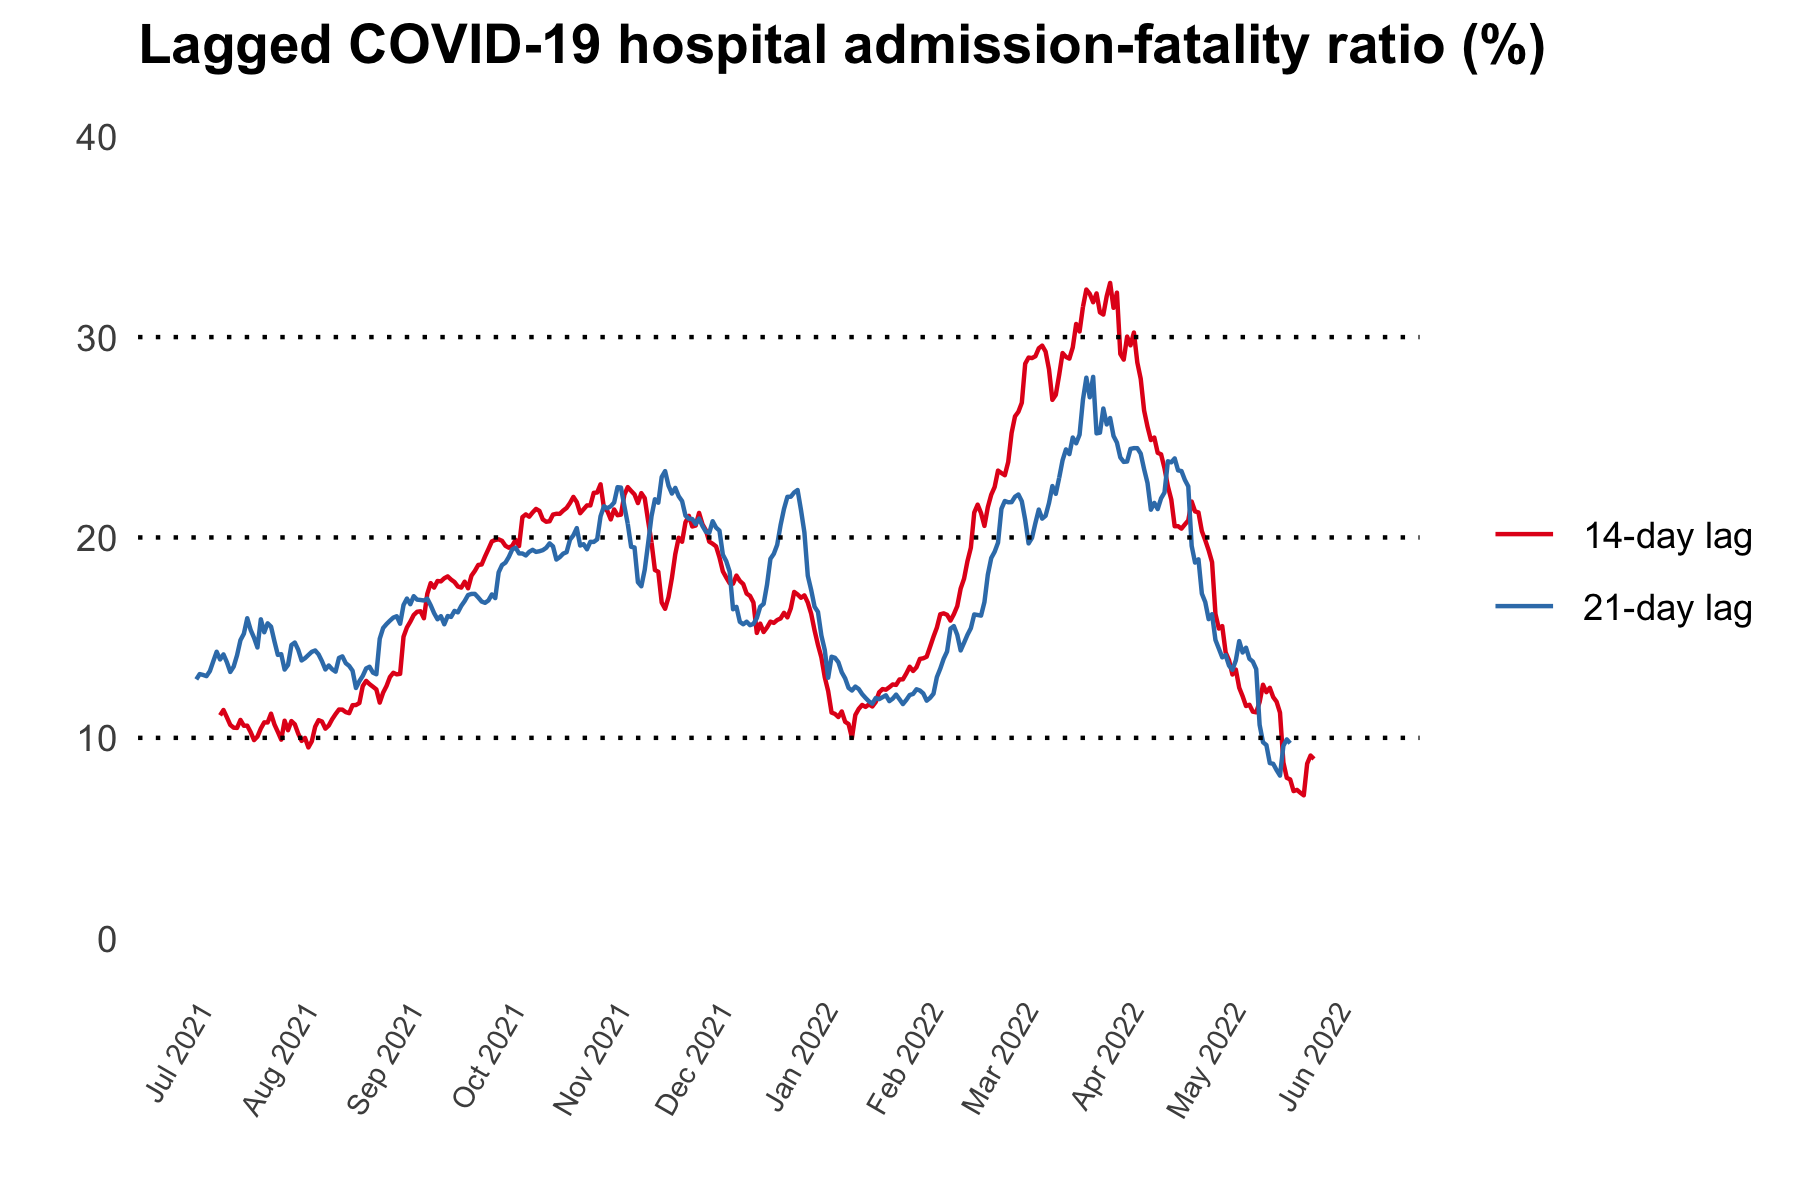 Lagged COVID-19 hospital admission-fatality ratio (%)
40
30
20
10
0
Jul 2021
Aug 2021
Sep 2021
Oct 2021
Nov 2021
Dec 2021
Jan 2022
Feb 2022
Mar 2022
Apr 2022
May 2022
Jun 2022
14-day lag
21-day lag